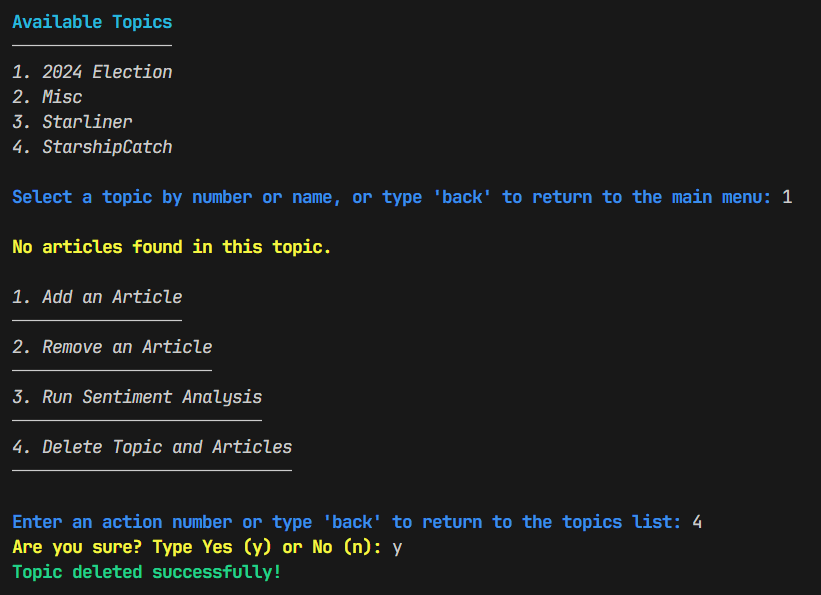 Available Topics
1. 2024 Election
2. Misc
3. Starliner
4. StarshipCatch
Select a topic by number or name, or type 'back' to return to the main menu: 1
No articles found in this topic.
1. Add an Article
2. Remove an Article
3. Run Sentiment Analysis
4. Delete Topic and Articles
Enter an action number or type 'back' to return to the topics list: 4
Are you sure? Type Yes (y) or No (n): y
Topic deleted successfully!